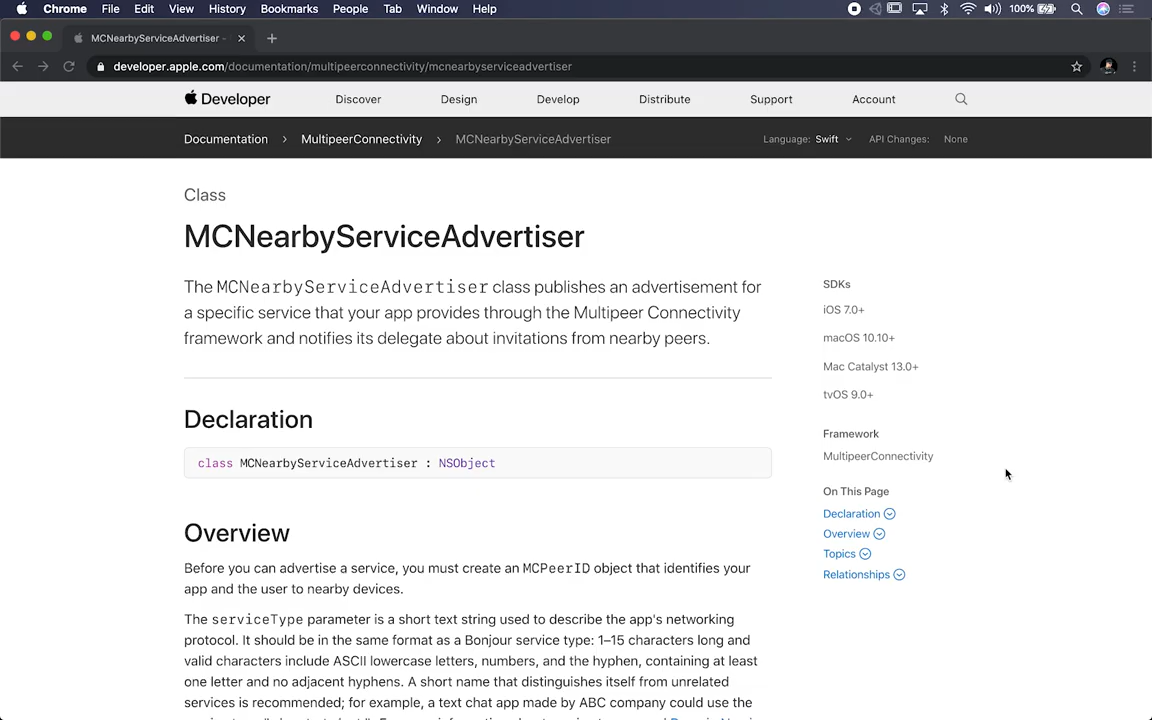 Chrome File Edit View History Bookmarks People Tab Window Help 100%
MCNearbyServiceAdvertiser -
developer.apple.com/documentation/multipeerconnectivity/mcnearbyserviceadvertiser
Developer Discover Design Develop Distribute Support Account
Documentation > MultipeerConnectivity > MCNearbyServiceAdvertiser Language: Swift API Changes: None
Class
MCNearbyServiceAdvertiser
The MCNearbyServiceAdvertiser class publishes an advertisement for
a specific service that your app provides through the Multipeer Connectivity
framework and notifies its delegate about invitations from nearby peers.
SDKs
iOS 7.0+
macOS 10.10+
Mac Catalyst 13.0+
tvOS 9.0+
Framework
MultipeerConnectivity
On This Page
Declaration
Overview
Topics
Relationships
Declaration
class MCNearbyServiceAdvertiser : NSObject
Overview
Before you can advertise a service, you must create an MCPeerID object that identifies your
app and the user to nearby devices.
The serviceType parameter is a short text string used to describe the app's networking
protocol. It should be in the same format as a Bonjour service type: 1–15 characters long and
valid characters include ASCII lowercase letters, numbers, and the hyphen, containing at least
one letter and no adjacent hyphens. A short name that distinguishes itself from unrelated
services is recommended; for example, a text chat app made by ABC company could use the